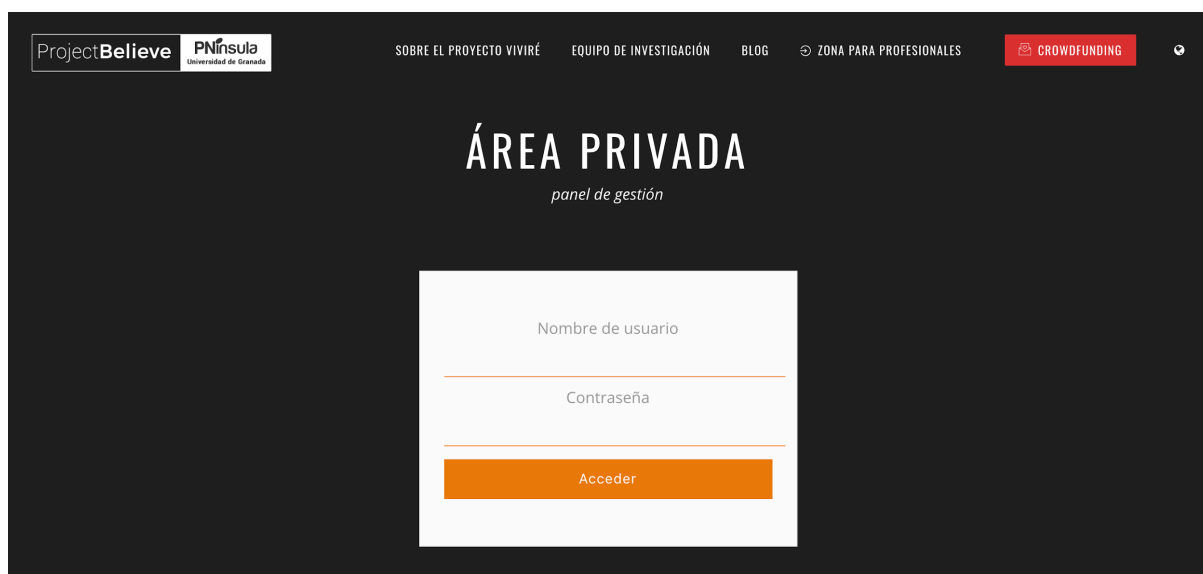 ProjectBelieve PNínsula
Universidad de Granada
SOBRE EL PROYECTO VIVIRÉ EQUIPO DE INVESTIGACIÓN BLOG ZONA PARA PROFESIONALES CROWDFUNDING
ÁREA PRIVADA
panel de gestión
Nombre de usuario
Contraseña
Acceder